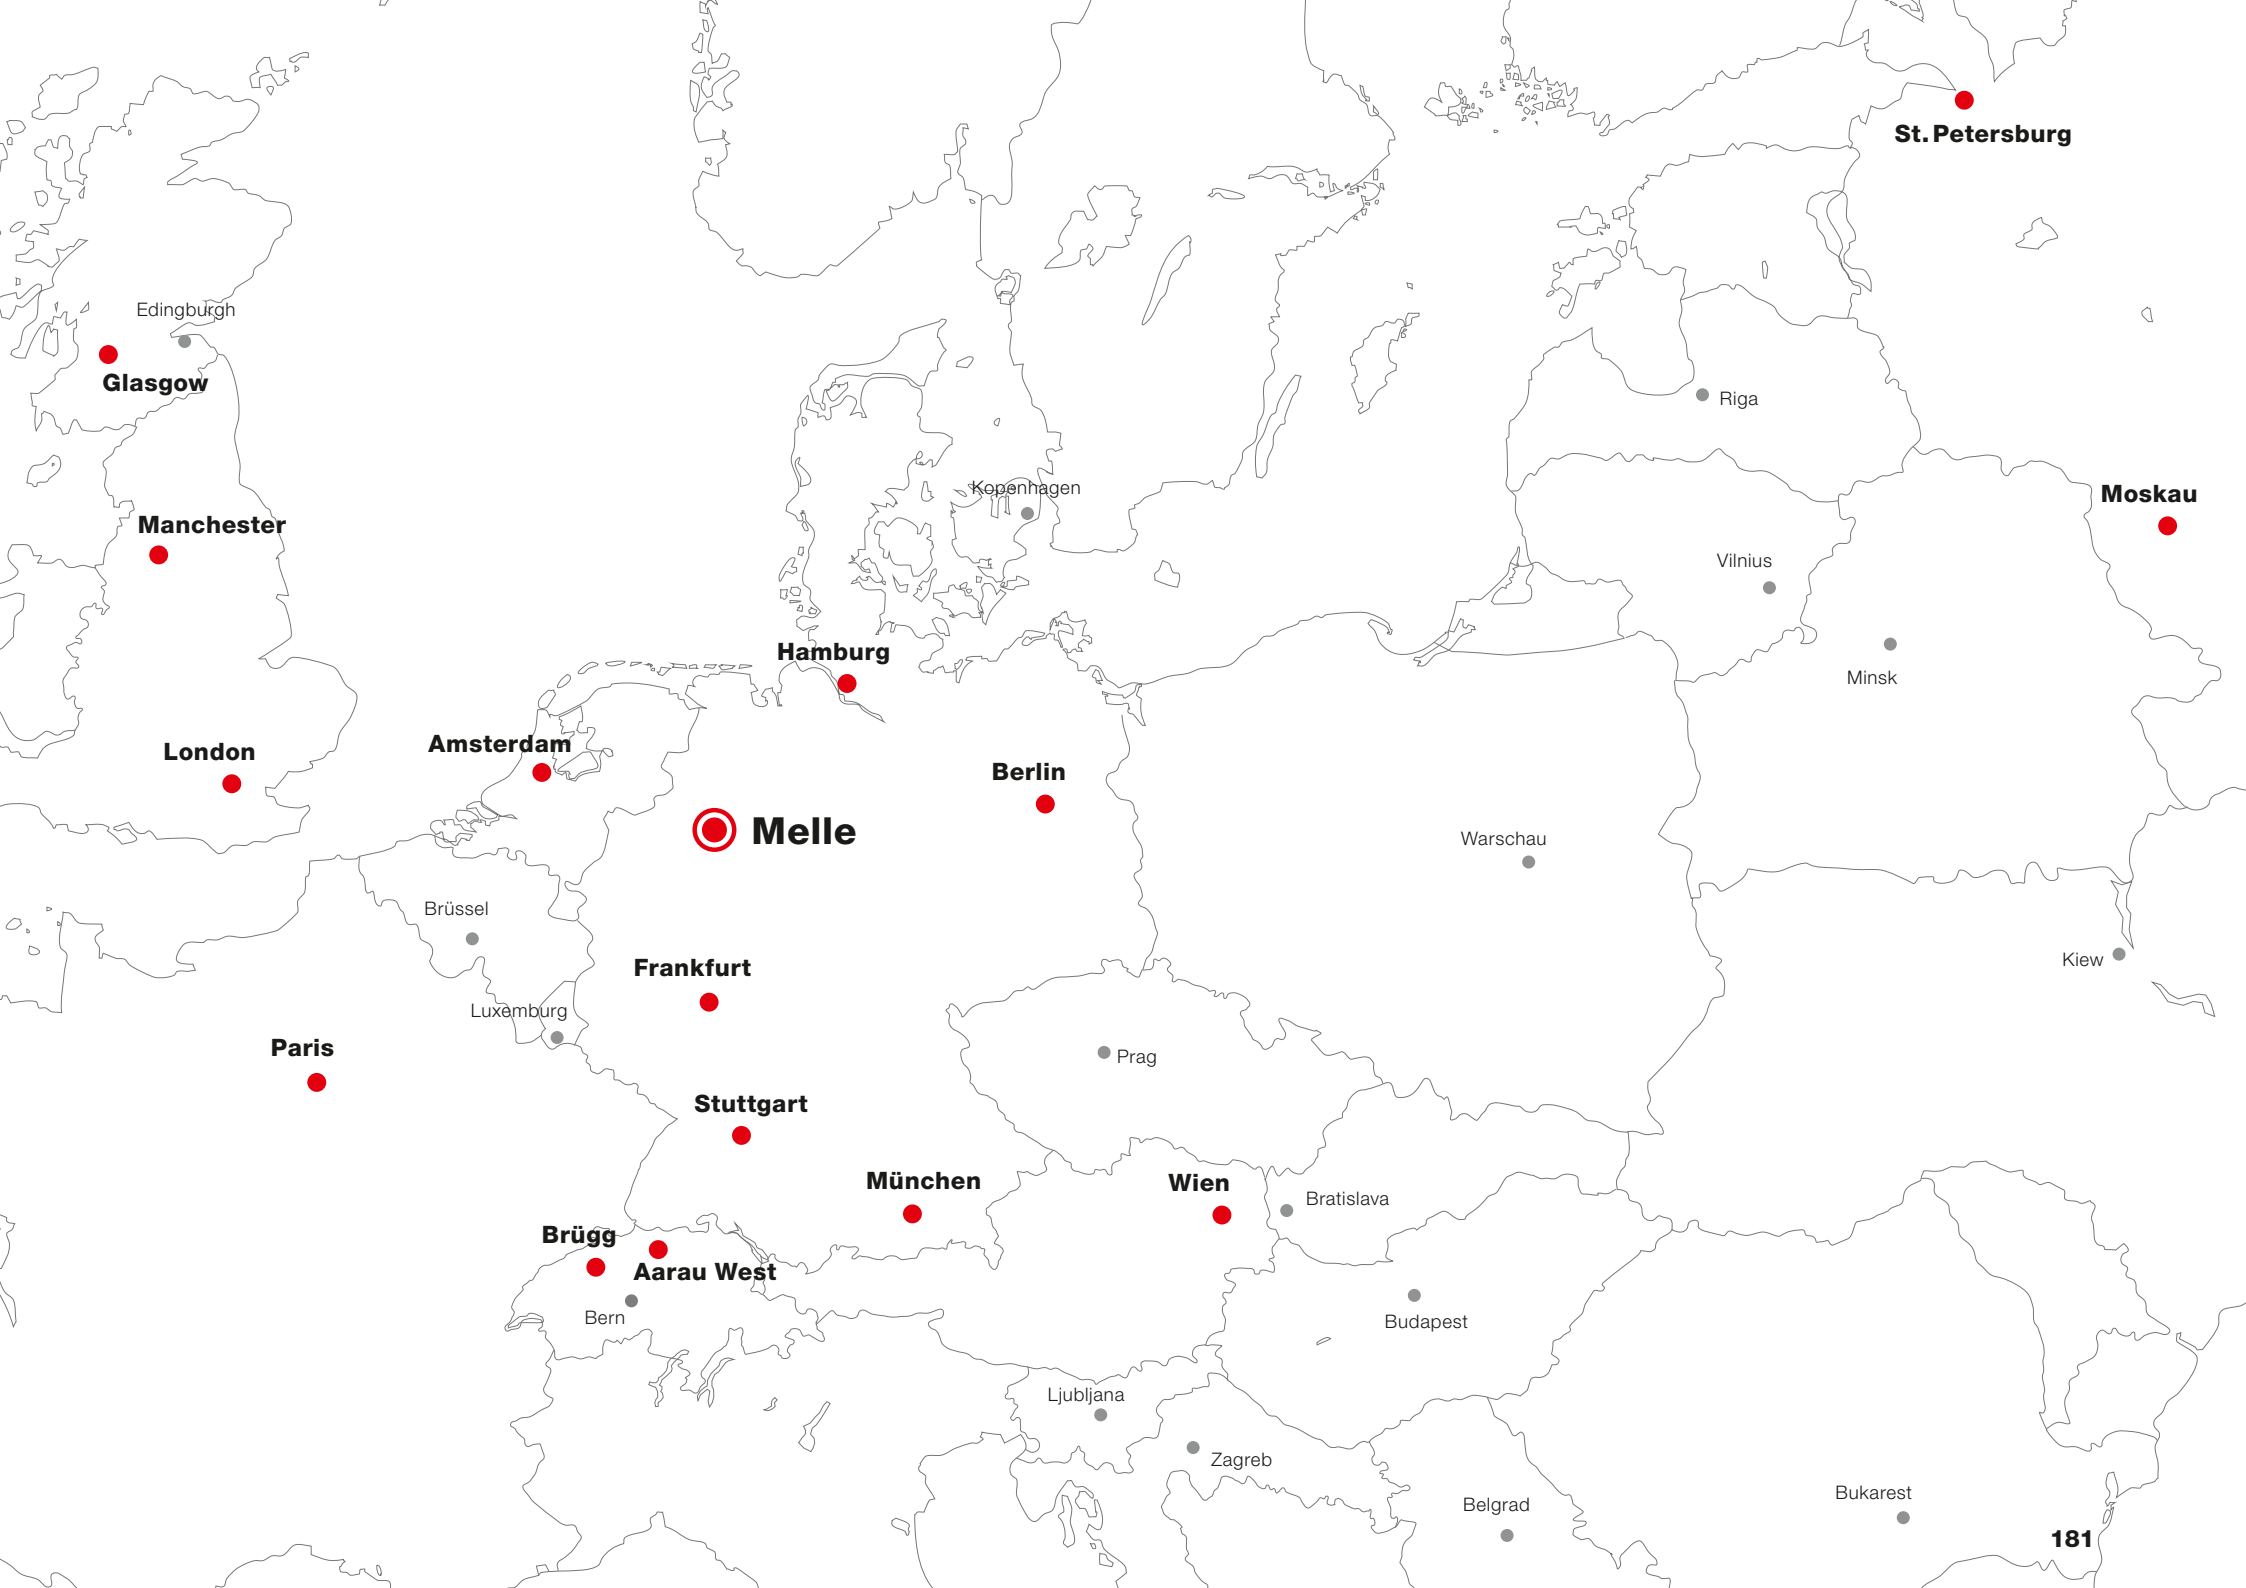 St. Petersburg
Edingburgh
Glasgow
Riga
Kopenhagen
Moskau
Manchester
Vilnius
Hamburg
Minsk
Amsterdam
London
Berlin
Melle
Warschau
Brüssel
Kiew
Frankfurt
Luxemburg
Paris
Prag
Stuttgart
München
Wien
Bratislava
Brügg
Aarau West
Bern
Budapest
Ljubljana
Zagreb
Bukarest
Belgrad
181